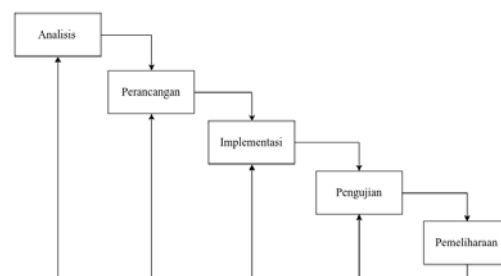 Analisis
Perancangan
Implementasi
Pengujian
Pemeliharaan